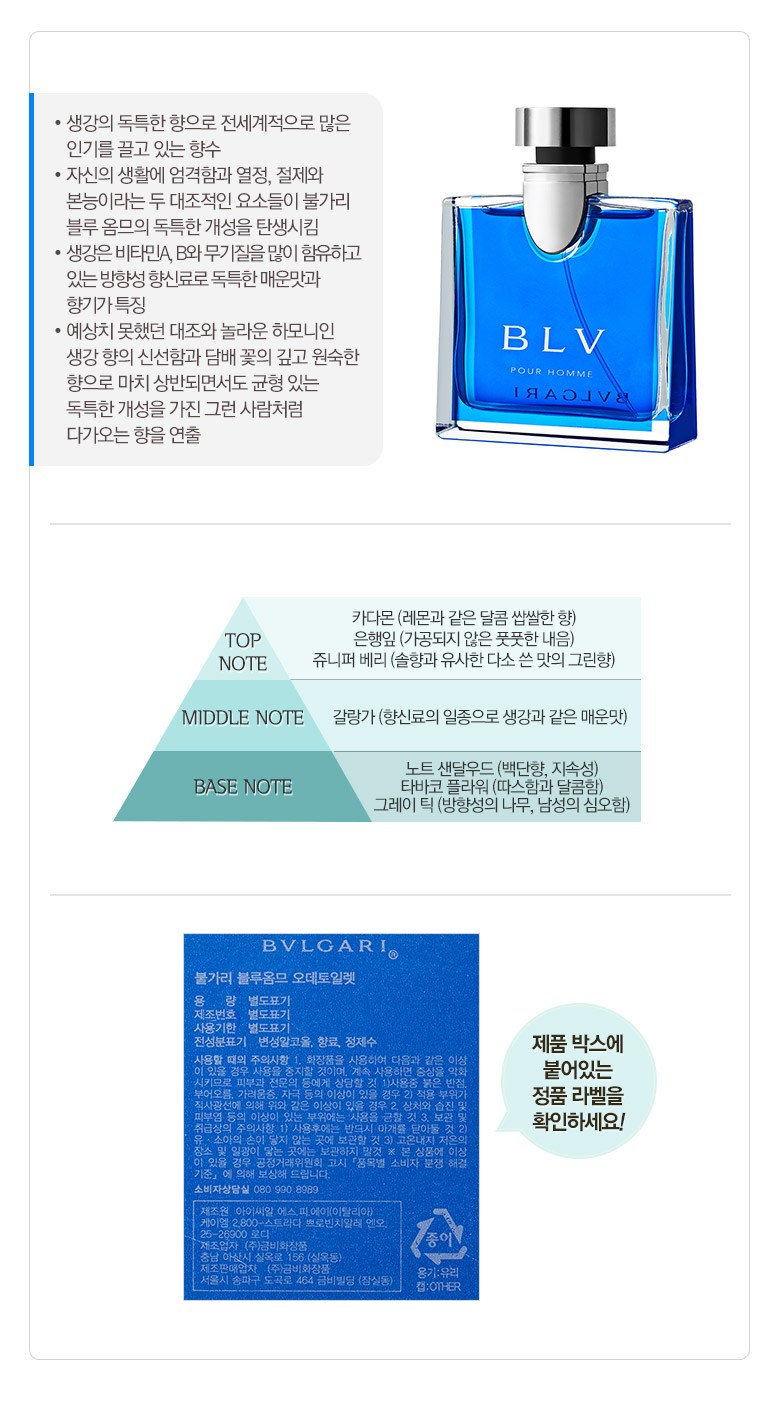 • 생강의 독특한 향으로 전세계적으로 많은
인기를 끌고 있는 향수
• 자신의 생활에 엄격함과 열정, 절제와
본능이라는 두 대조적인 요소들이 불가리
블루 옴므의 독특한 개성을 탄생시킴
• 생강은 비타민A, B와 무기질을 많이 함유하고
있는 방향성 향신료로 독특한 매운맛과
향기가 특징
• 예상치 못했던 대조와 놀라운 하모니인
생강 향의 신선함과 담배 꽃의 깊고 원숙한
향으로 마치 상반되면서도 균형 있는
독특한 개성을 가진 그런 사람처럼
다가오는 향을 연출
BLV
POUR HOMME
BVLGARI
TOP
NOTE
카다몬 (레몬과 같은 달콤 쌉쌀한 향)
은행잎 (가공되지 않은 풋풋한 내음)
쥬니퍼 베리 (솔향과 유사한 다소 쓴 맛의 그린향)
MIDDLE NOTE
갈랑가 (향신료의 일종으로 생강과 같은 매운맛)
BASE NOTE
노트 샌달우드 (백단향, 지속성)
타바코 플라워 (따스함과 달콤함)
그레이 틱 (방향성의 나무, 남성의 심오함)
BVLGARI®
불가리 블루옴므 오데토일렛
용 량 별도표기
제조번호 별도표기
사용기한 별도표기
전성분표기 변성알코올, 향료, 정제수
사용할 때의 주의사항 1. 화장품을 사용하여 다음과 같은 이상
이 있을 경우 사용을 중지할 것이며, 계속 사용하면 증상을 악화
시키므로 피부과 전문의 등에게 상담할 것 1)사용중 붉은 반점,
부어오름, 가려움증, 자극 등의 이상이 있을 경우 2) 적용 부위가
직사광선에 의해 위와 같은 이상이 있을 경우 2. 상처와 습진 및
피부염 등의 이상이 있는 부위에는 사용을 금할 것 3. 보관 및
취급상의 주의사항 1) 사용후에는 반드시 마개를 닫아둘 것 2)
유·소아의 손이 닿지 않는 곳에 보관할 것 3) 고온내지 저온의
장소 및 일광이 닿는 곳에는 보관하지 말것 ※ 본 상품에 이상
이 있을 경우 공정거래위원회 고시 「품목별 소비자 분쟁 해결
기준」에 의해 보상해 드립니다.
소비자상담실 080 990 8989
제조원 아이씨알.에스.피.에이(이탈리아)
케이엠 2,800-스트라다 쁘로빈치알레 엔오.
25-26900 로디
제조업자 (주)금비화장품
충남 아산시 실옥로 156 (실옥동)
제조판매업자 (주)금비화장품
서울시 송파구 도곡로 464 금비빌딩 (잠실동)
종이
용기:유리
캡:OTHER
제품 박스에
붙어있는
정품 라벨을
확인하세요!